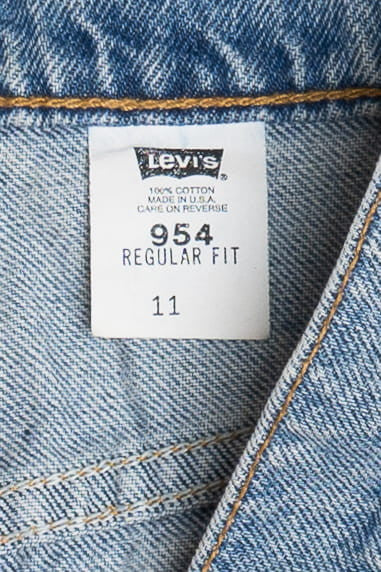 Levi's®
100% COTTON
MADE IN U.S.A.
CARE ON REVERSE
954
REGULAR FIT
11